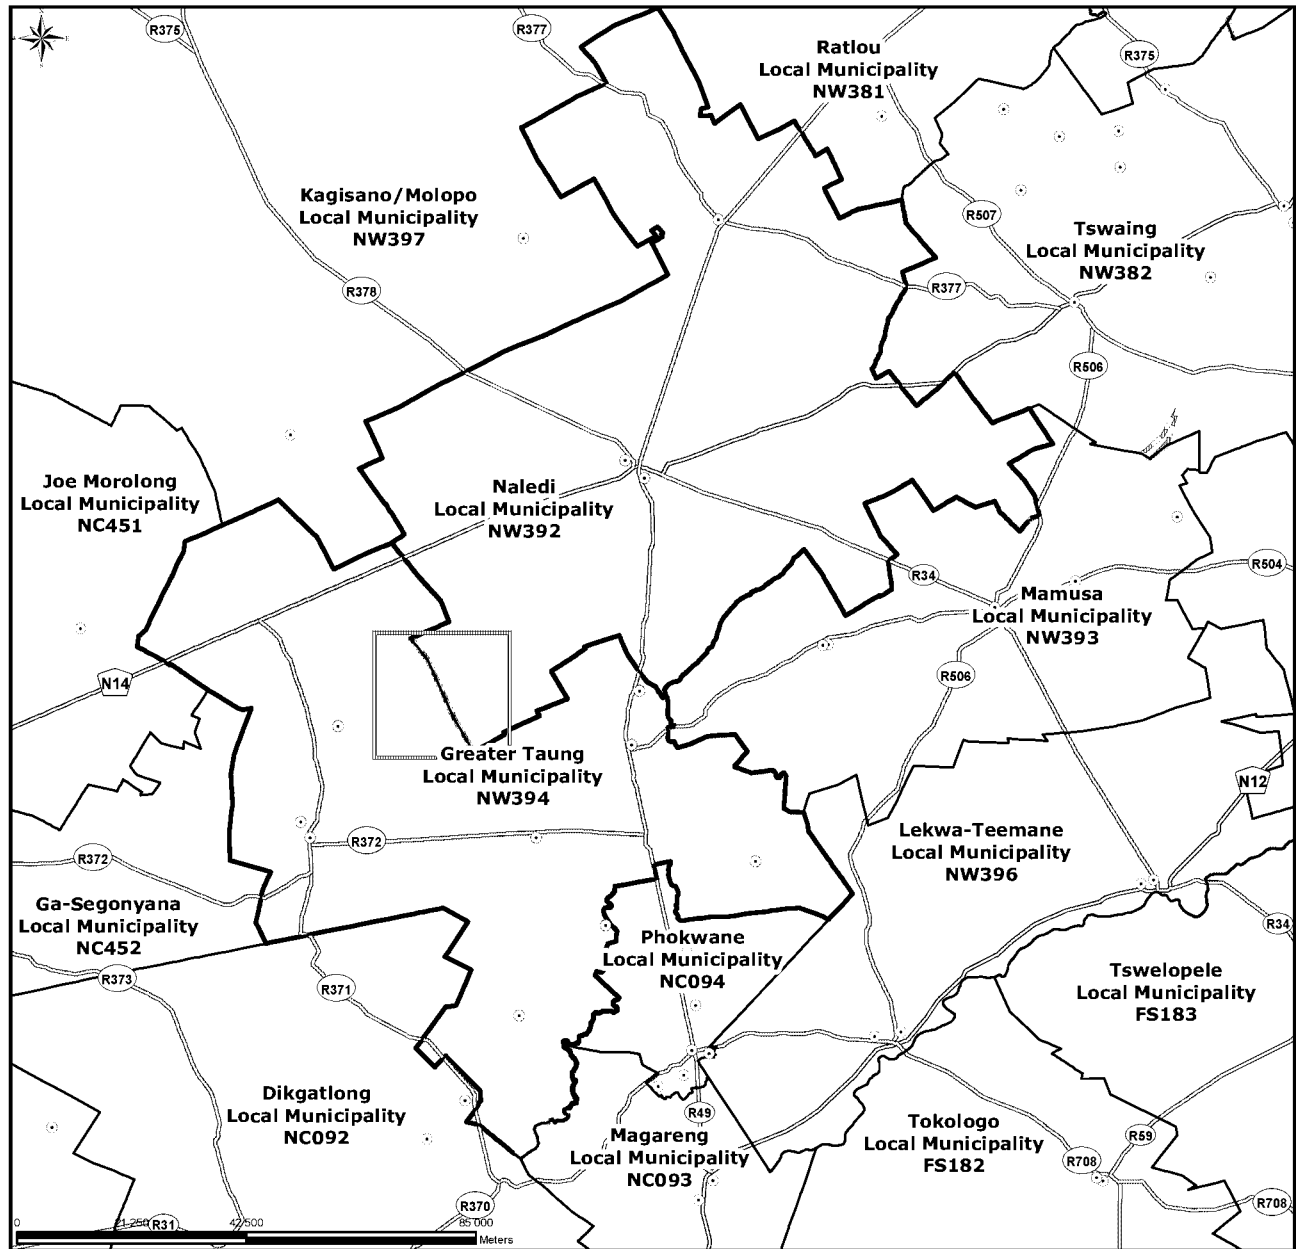 R375
R377
Ratlou
Local Municipality
NW381
R375
Kagisano/Molopo
Local Municipality
NW397
R507
Tswaing
Local Municipality
NW382
R378
R377
R506
Joe Morolong
Local Municipality
NC451
Naledi
Local Municipality
NW392
R34
R504
Mamusa
Local Municipality
NW393
N14
R506
Greater Taung
Local Municipality
NW394
N12
R372
R372
Lekwa-Teemane
Local Municipality
NW396
Ga-Segonyana
Local Municipality
NC452
R34
Phokwane
Local Municipality
NC094
R373
R371
Tswelopele
Local Municipality
FS183
Dikgatlong
Local Municipality
NC092
R49
Magareng
Local Municipality
NC093
Tokologo
Local Municipality
FS182
R59
R708
R708
R370
R31
0 21 250 42 500 85 000
Meters